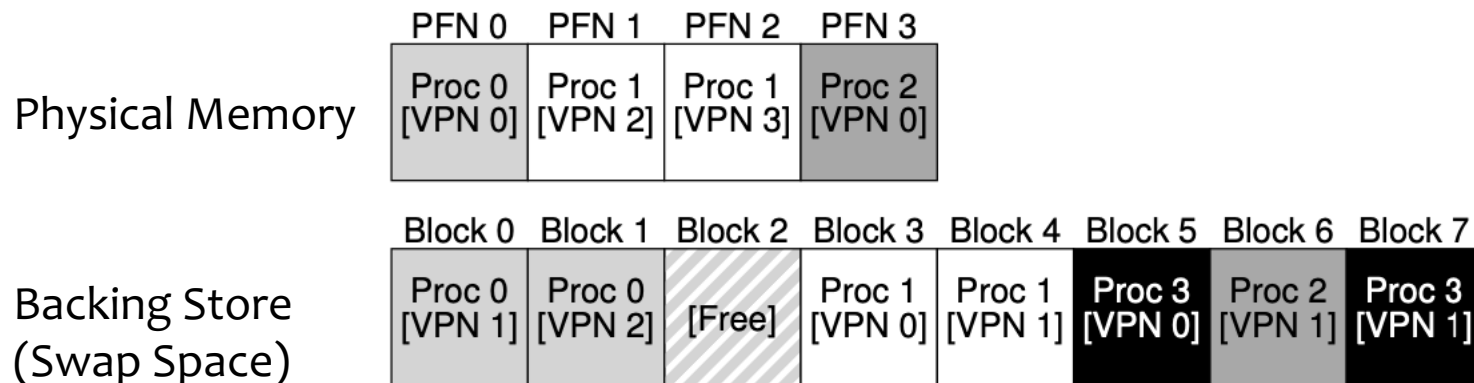 PFN 0 PFN 1 PFN 2 PFN 3
Physical Memory
Proc 0 Proc 1 Proc 1 Proc 2
[VPN 0] [VPN 2] [VPN 3] [VPN 0]
Block 0 Block 1 Block 2 Block 3 Block 4 Block 5 Block 6 Block 7
Backing Store
(Swap Space)
Proc 0 Proc 0 [Free] Proc 1 Proc 1 Proc 3 Proc 2 Proc 3
[VPN 1] [VPN 2] [VPN 0] [VPN 1] [VPN 0] [VPN 1] [VPN 1]